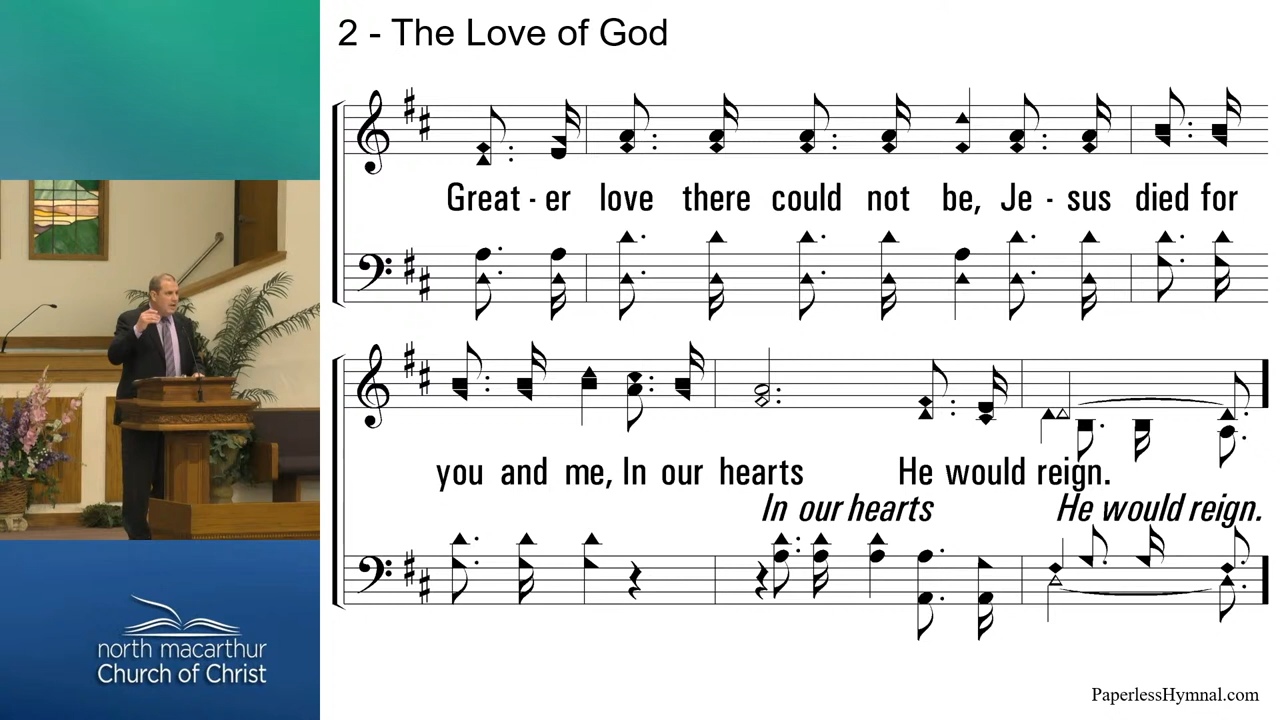 2 - The Love of God
Great - er love there could not be, Je - sus died for
you and me, In our hearts He would reign.
In our hearts He would reign.
north macarthur
Church of Christ
PaperlessHymnal.com